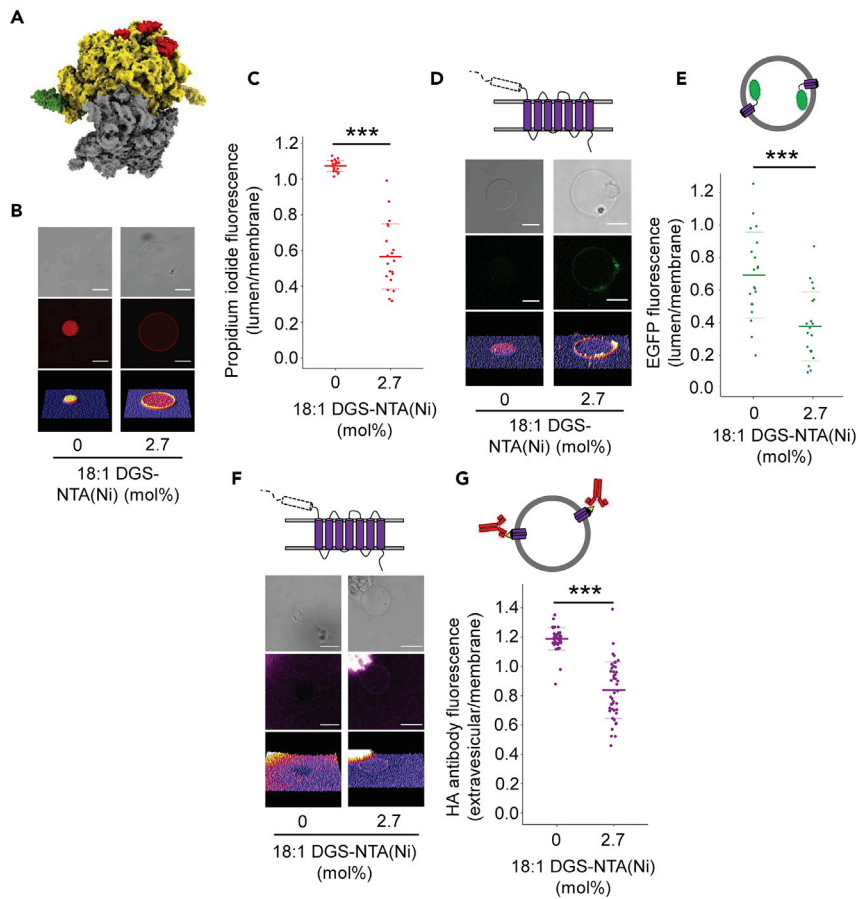 A
B
0
2.7
18:1 DGS-
NTA(Ni) (mol%)
C
***
Propidium iodide fluorescence
(lumen/membrane)
1.2
1.0
0.8
0.6
0.4
0.2
0.0
0
2.7
18:1 DGS-NTA(Ni)
(mol%)
D
0
2.7
18:1 DGS-
NTA(Ni) (mol%)
E
***
EGFP fluorescence
(lumen/membrane)
1.2
1.0
0.8
0.6
0.4
0.2
0.0
0
2.7
18:1 DGS-NTA(Ni)
(mol%)
F
0
2.7
18:1 DGS-NTA(Ni)
(mol%)
G
***
HA antibody fluorescence
(extravesicular/membrane)
1.4
1.2
1.0
0.8
0.6
0.4
0.2
0.0
0
2.7
18:1 DGS-NTA(Ni)
(mol%)